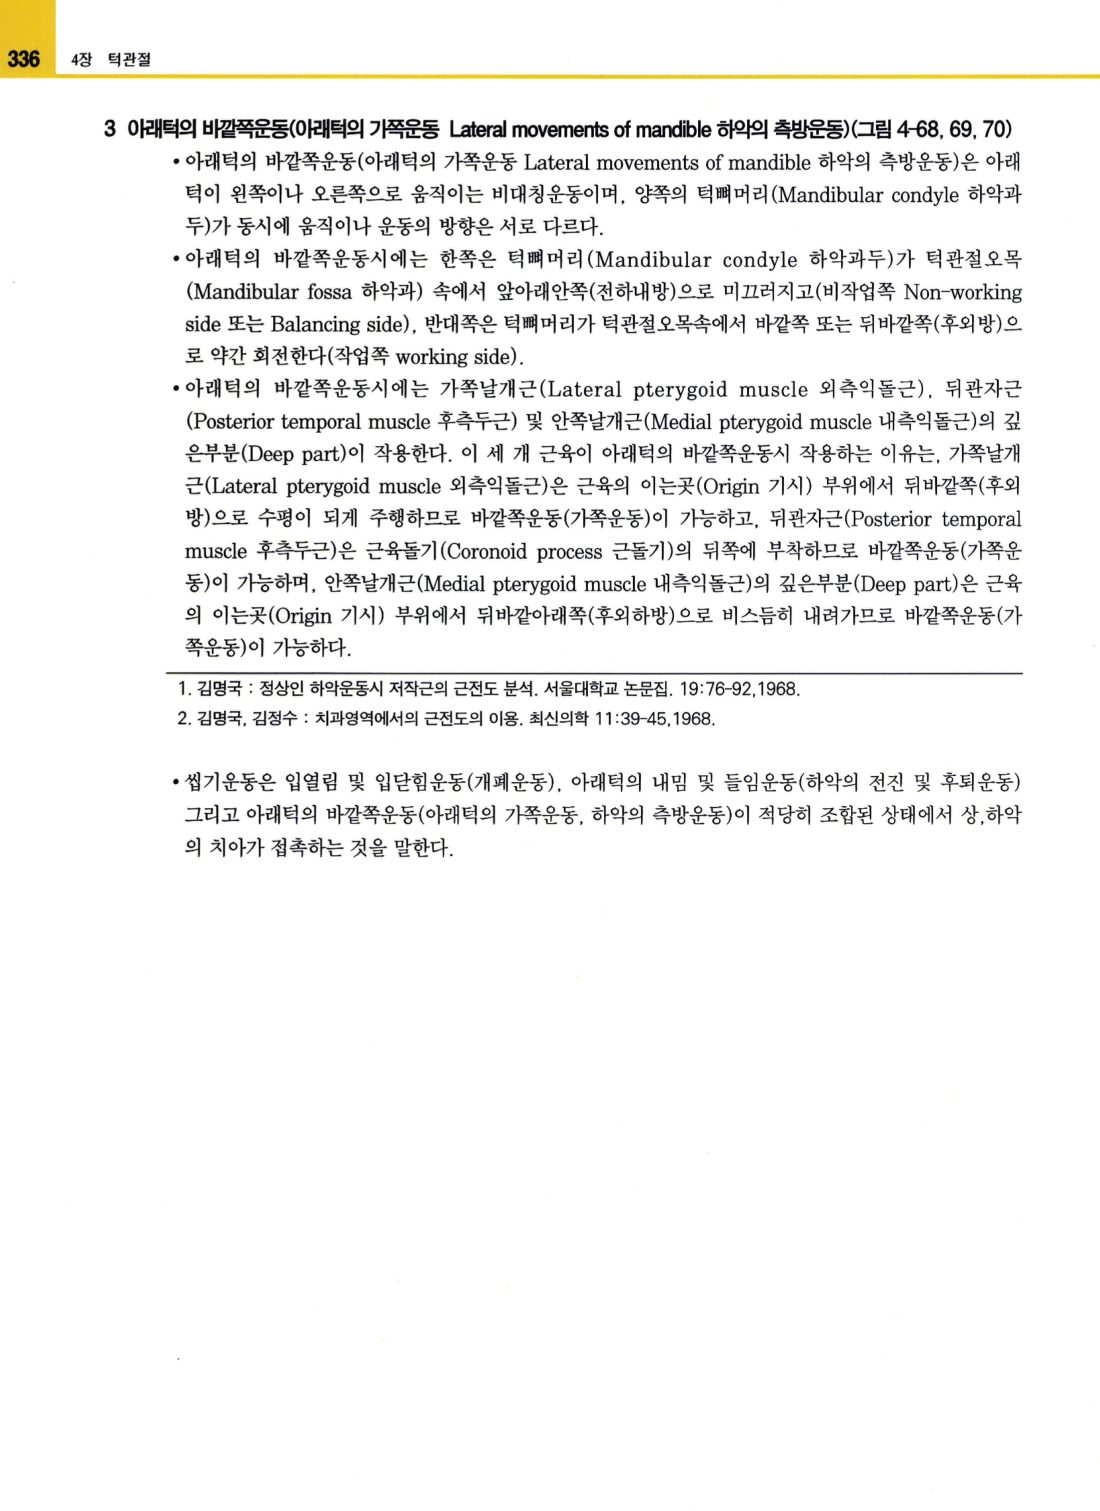 336 4장 턱관절
3 아래턱의 바깥쪽운동(아래턱의 가쪽운동 Lateral movements of mandible 하악의 측방운동)(그림 4-68, 69, 70)
• 아래턱의 바깥쪽운동(아래턱의 가쪽운동 Lateral movements of mandible 하악의 측방운동)은 아래
턱이 왼쪽이나 오른쪽으로 움직이는 비대칭운동이며, 양쪽의 턱뼈머리(Mandibular condyle 하악과
두)가 동시에 움직이나 운동의 방향은 서로 다르다.
• 아래턱의 바깥쪽운동시에는 한쪽은 턱뼈머리(Mandibular condyle 하악과두)가 턱관절오목
(Mandibular fossa 하악과) 속에서 앞아래안쪽(전하내방)으로 미끄러지고(비작업쪽 Non-working
side 또는 Balancing side), 반대쪽은 턱뼈머리가 턱관절오목속에서 바깥쪽 또는 뒤바깥쪽(후외방)으
로 약간 회전한다(작업쪽 working side).
• 아래턱의 바깥쪽운동시에는 가쪽날개근(Lateral pterygoid muscle 외측익돌근), 뒤관자근
(Posterior temporal muscle 후측두근) 및 안쪽날개근(Medial pterygoid muscle 내측익돌근)의 깊
은부분(Deep part)이 작용한다. 이 세 개 근육이 아래턱의 바깥쪽운동시 작용하는 이유는, 가쪽날개
근(Lateral pterygoid muscle 외측익돌근)은 근육의 이는곳(Origin 기시) 부위에서 뒤바깥쪽(후외
방)으로 수평이 되게 주행하므로 바깥쪽운동(가쪽운동)이 가능하고, 뒤관자근(Posterior temporal
muscle 후측두근)은 근육돌기(Coronoid process 근돌기)의 뒤쪽에 부착하므로 바깥쪽운동(가쪽운
동)이 가능하며, 안쪽날개근(Medial pterygoid muscle 내측익돌근)의 깊은부분(Deep part)은 근육
의 이는곳(Origin 기시) 부위에서 뒤바깥아래쪽(후외하방)으로 비스듬히 내려가므로 바깥쪽운동(가
쪽운동)이 가능하다.
1. 김명국 : 정상인 하악운동시 저작근의 근전도 분석. 서울대학교 논문집. 19:76-92,1968.
2. 김명국, 김정수 : 치과영역에서의 근전도의 이용. 최신의학 11:39-45,1968.
• 씹기운동은 입열림 및 입닫힘운동(개폐운동), 아래턱의 내밈 및 들임운동(하악의 전진 및 후퇴운동)
그리고 아래턱의 바깥쪽운동(아래턱의 가쪽운동, 하악의 측방운동)이 적당히 조합된 상태에서 상,하악
의 치아가 접촉하는 것을 말한다.